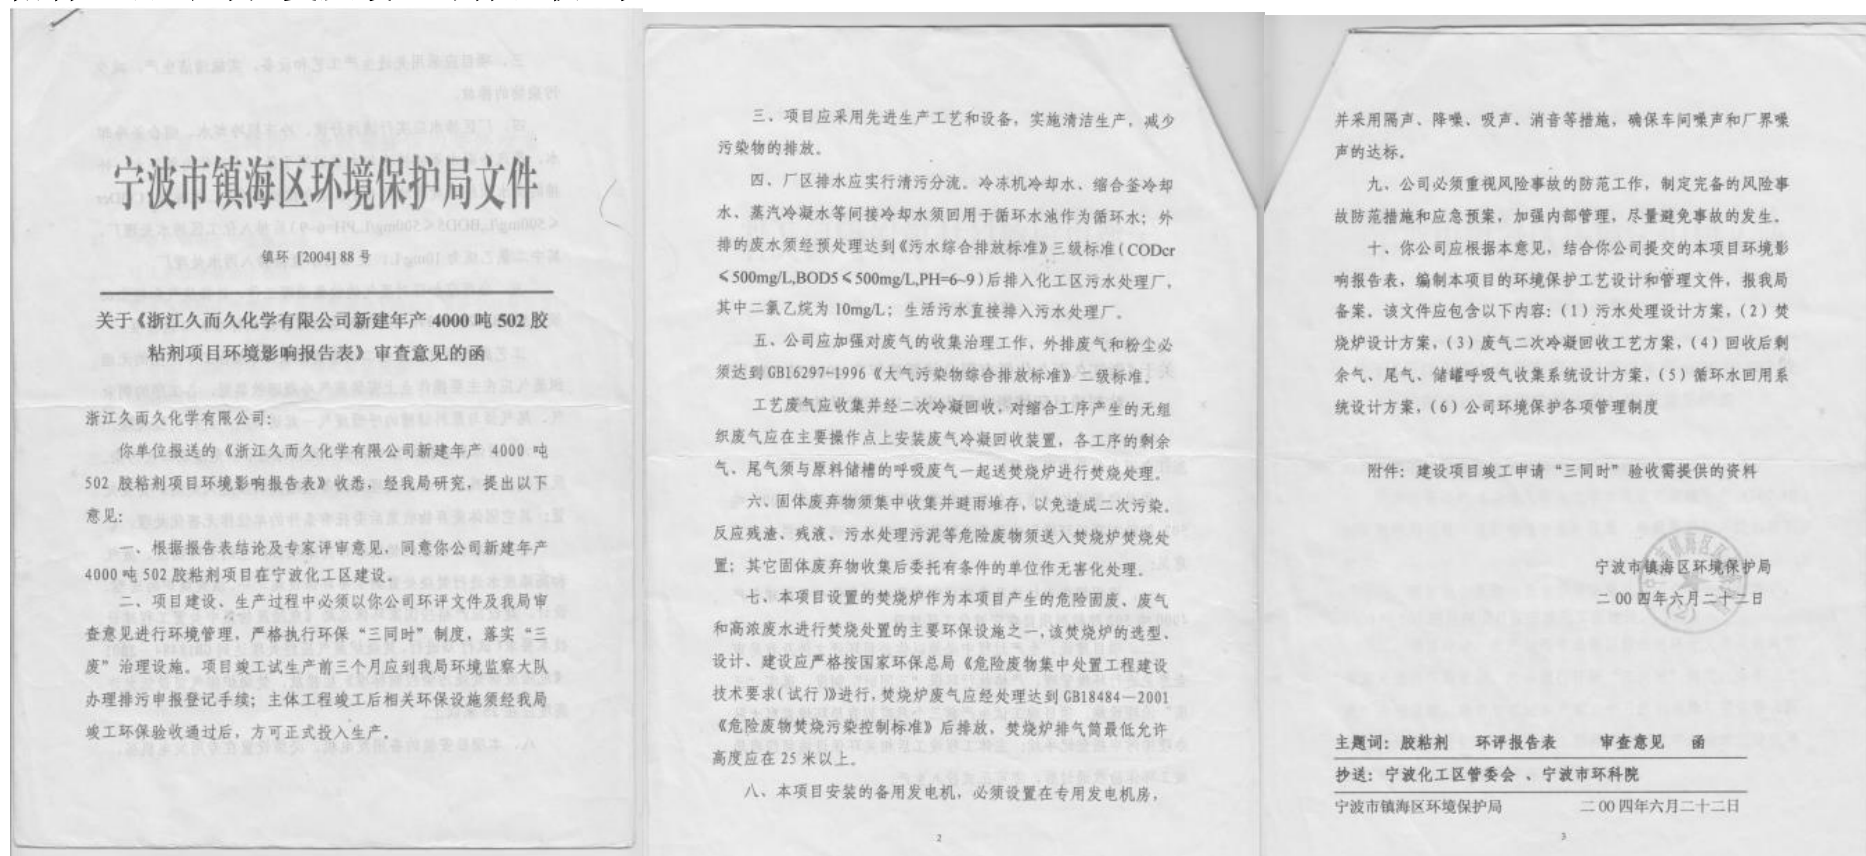 宁波市镇海区环境保护局文件
镇环 [2004] 88 号
关于《浙江久而久化学有限公司新建年产 4000 吨 502 胶
粘剂项目环境影响报告表》审查意见的函
浙江久而久化学有限公司:
你单位报送的《浙江久而久化学有限公司新建年产 4000 吨
502 胶粘剂项目环境影响报告表》收悉，经我局研究，提出以下
意见:
一、根据报告表结论及专家评审意见，同意你公司新建年产
4000 吨 502 胶粘剂项目在宁波化工区建设。
二、项目建设、生产过程中必须以你公司环评文件及我局审
查意见进行环境管理，严格执行环保“三同时”制度，落实“三
废”治理设施。项目竣工试生产前三个月应到我局环境监察大队
办理排污申报登记手续；主体工程竣工后相关环保设施须经我局
竣工环保验收通过后，方可正式投入生产。
三、项目应采用先进生产工艺和设备，实施清洁生产，减少
污染物的排放。
四、厂区排水应实行清污分流。冷冻机冷却水、缩合釜冷却
水、蒸汽冷凝水等间接冷却水须回用于循环水池作为循环水；外
排的废水须经预处理达到《污水综合排放标准》三级标准（CODcr
≤500mg/L,BOD5≤500mg/L,PH=6~9）后排入化工区污水处理厂，
其中二氯乙烷为 10mg/L；生活污水直接排入污水处理厂。
五、公司应加强对废气的收集治理工作，外排废气和粉尘必
须达到 GB16297-1996《大气污染物综合排放标准》二级标准。
工艺废气应收集并经二次冷凝回收，对缩合工序产生的无组
织废气应在主要操作点上安装废气冷凝回收装置，各工序的剩余
气、尾气须与原料储槽的呼吸废气一起送焚烧炉进行焚烧处理。
六、固体废弃物须集中收集并避雨堆存，以免造成二次污染。
反应残渣、残液、污水处理污泥等危险废物须送入焚烧炉焚烧处
置；其它固体废弃物收集后委托有条件的单位作无害化处理。
七、本项目设置的焚烧炉作为本项目产生的危险固废、废气
和高浓废水进行焚烧处置的主要环保设施之一，该焚烧炉的选型、
设计、建设应严格按国家环保总局《危险废物集中处置工程建设
技术要求（试行）》进行，焚烧炉废气应经处理达到 GB18484—2001
《危险废物焚烧污染控制标准》后排放，焚烧炉排气筒最低允许
高度应在 25 米以上。
八、本项目安装的备用发电机，必须设置在专用发电机房，
2
并采用隔声、降噪、吸声、消音等措施，确保车间噪声和厂界噪
声的达标。
九、公司必须重视风险事故的防范工作，制定完备的风险事
故防范措施和应急预案，加强内部管理，尽量避免事故的发生。
十、你公司应根据本意见，结合你公司提交的本项目环境影
响报告表，编制本项目的环境保护工艺设计和管理文件，报我局
备案。该文件应包含以下内容:（1）污水处理设计方案，（2）焚
烧炉设计方案，（3）废气二次冷凝回收工艺方案，（4）回收后剩
余气、尾气、储罐呼吸气收集系统设计方案，（5）循环水回用系
统设计方案，（6）公司环境保护各项管理制度
附件：建设项目竣工申请“三同时”验收需提供的资料
宁波市镇海区环境保护局
二 00 四年六月二十二日
主题词：胶粘剂 环评报告表 审查意见 函
抄送：宁波化工区管委会 、宁波市环科院
宁波市镇海区环境保护局 二 00 四年六月二十二日
3